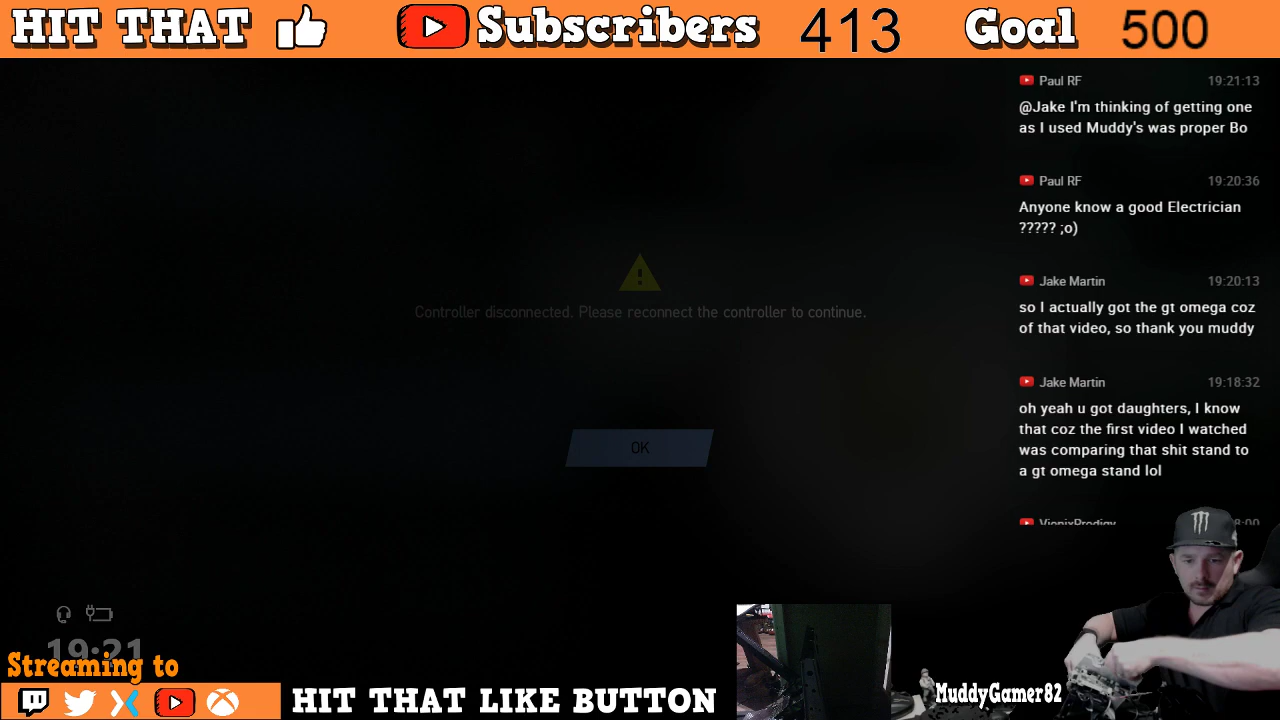 HIT THAT
Subscribers 413 Goal 500
Paul RF 19:21:13
@Jake I'm thinking of getting one
as I used Muddy's was proper Bo
Paul RF 19:20:36
Anyone know a good Electrician
????? ;o)
Jake Martin 19:20:13
so I actually got the gt omega coz
of that video, so thank you muddy
Jake Martin 19:18:32
oh yeah u got daughters, I know
that coz the first video I watched
was comparing that shit stand to
a gt omega stand lol
Controller disconnected. Please reconnect the controller to continue.
OK
19:21
Streaming to
HIT THAT LIKE BUTTON
MuddyGamer82